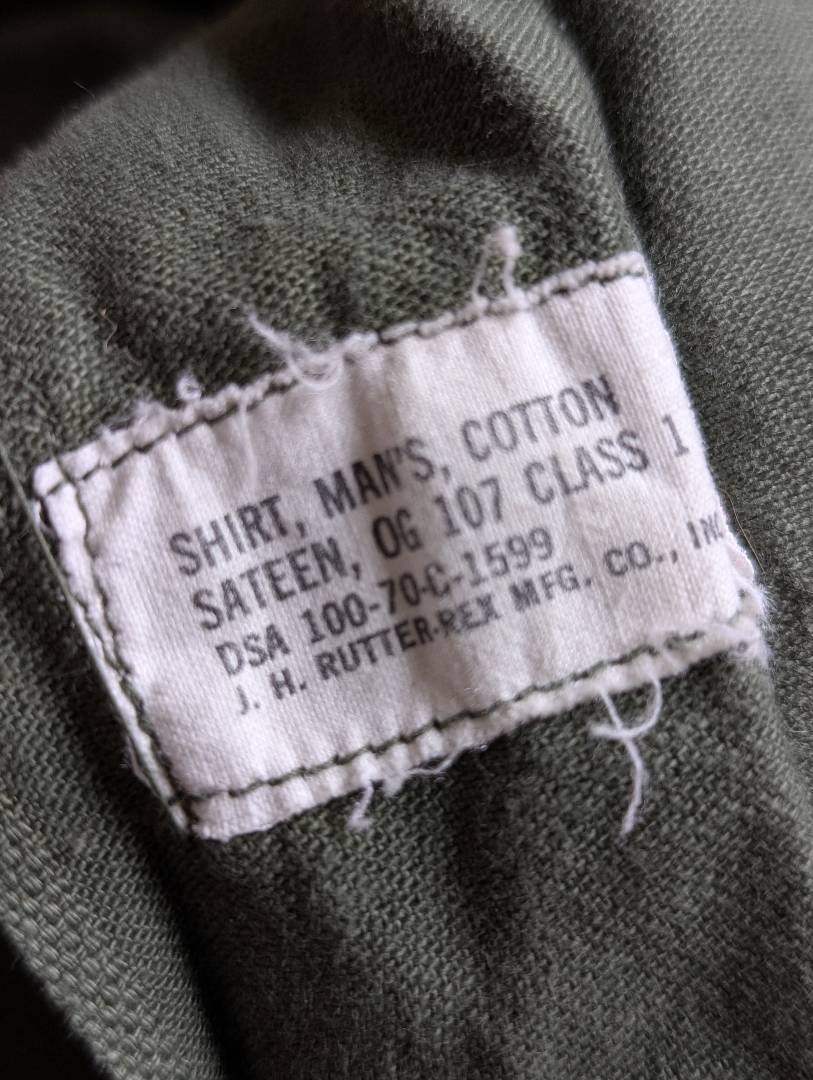 SHIRT, MAN'S, COTTON
SATEEN, OG 107 CLASS 1
DSA 100-70-C-1599
J. H. RUTTER-REX MFG. CO., INC